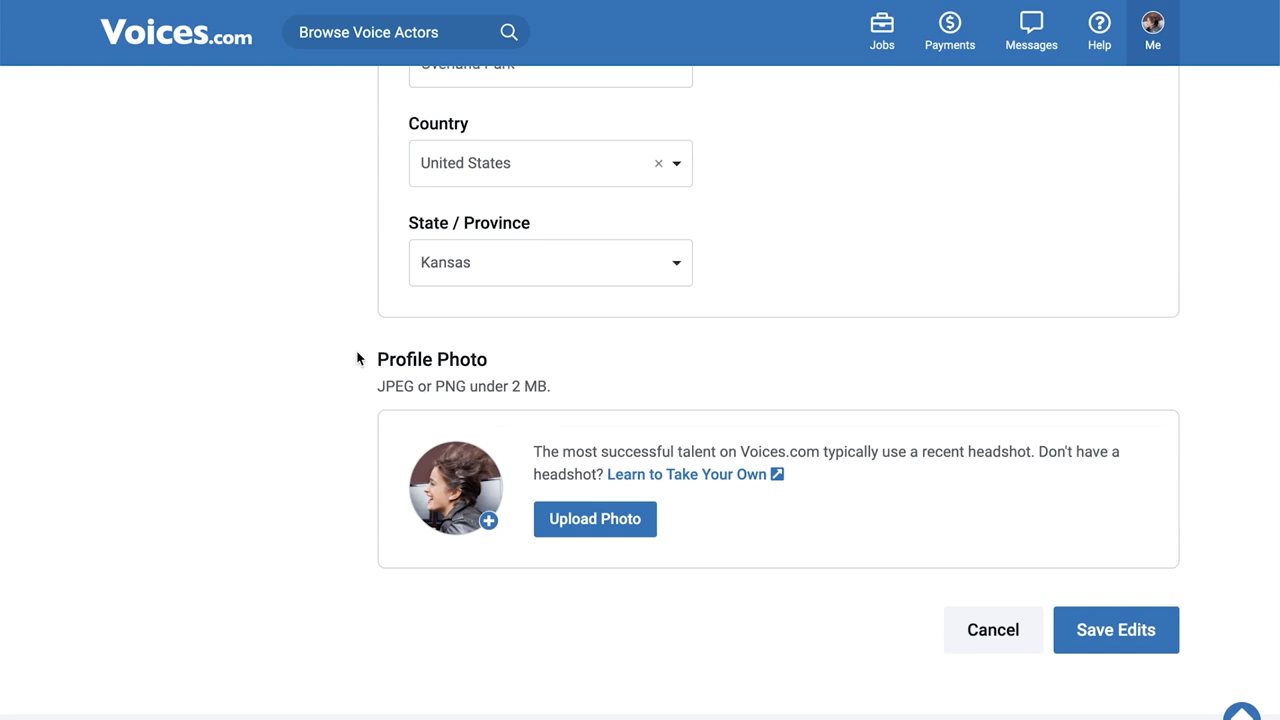 Voices.com
Browse Voice Actors
Jobs
Payments
Messages
Help
Me
Overland Park
Country
United States
State / Province
Kansas
Profile Photo
JPEG or PNG under 2 MB.
The most successful talent on Voices.com typically use a recent headshot. Don't have a
headshot? Learn to Take Your Own
Upload Photo
Cancel
Save Edits